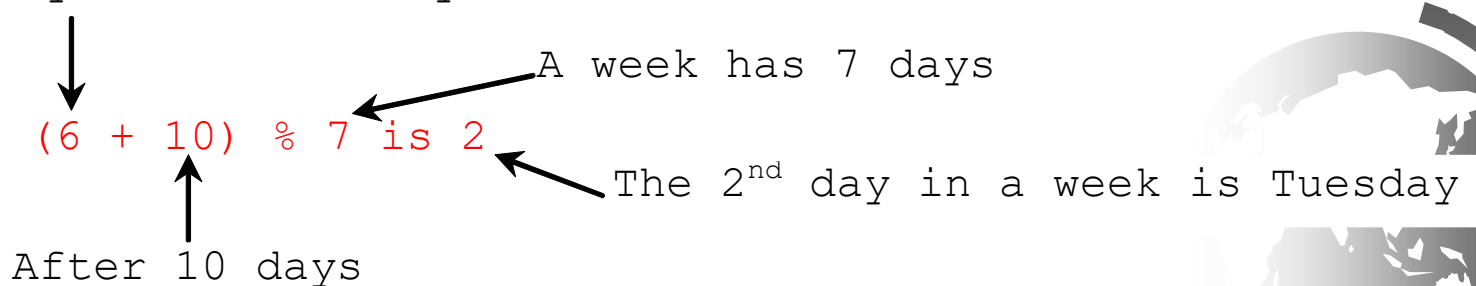 A week has 7 days
(6 + 10) % 7 is 2
The 2nd day in a week is Tuesday
After 10 days